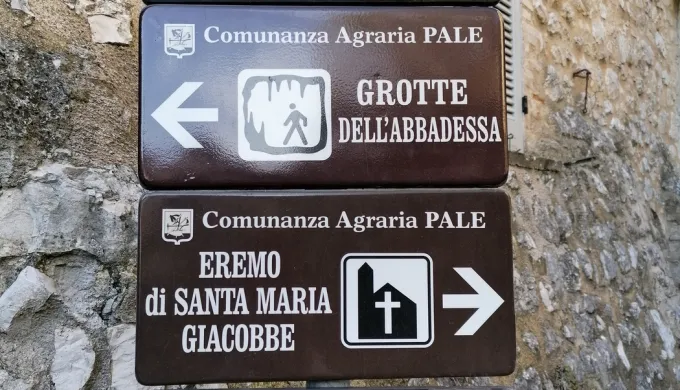 Comunanza Agraria PALE
GROTTE
DELL'ABBADESSA
Comunanza Agraria PALE
EREMO
di SANTA MARIA
GIACOBBE